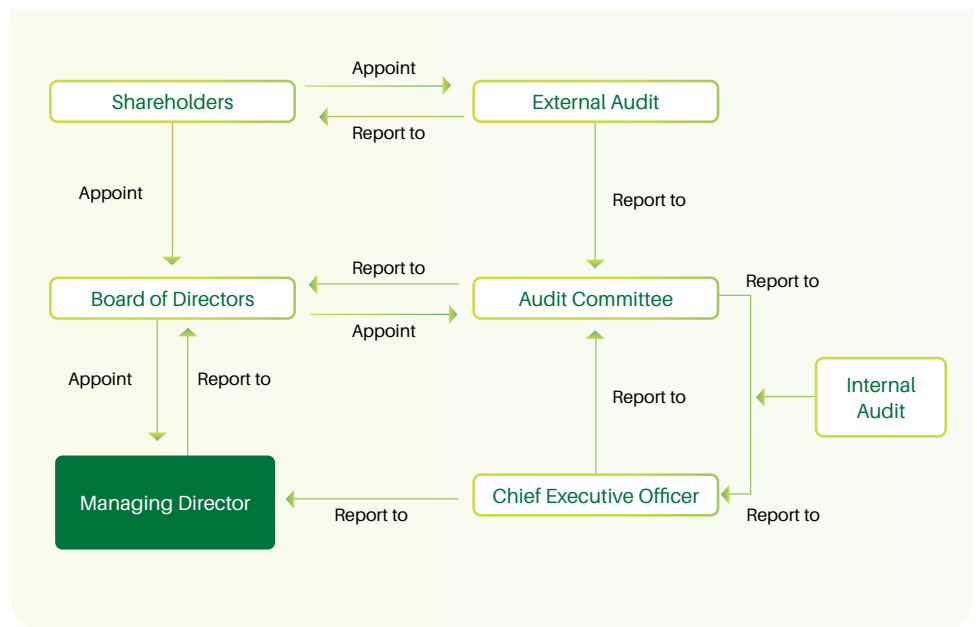 Appoint
Shareholders
External Audit
Report to
Appoint
Report to
Report to
Board of Directors
Audit Committee
Report to
Appoint
Appoint
Report to
Report to
Internal
Audit
Managing Director
Chief Executive Officer
Report to
Report to